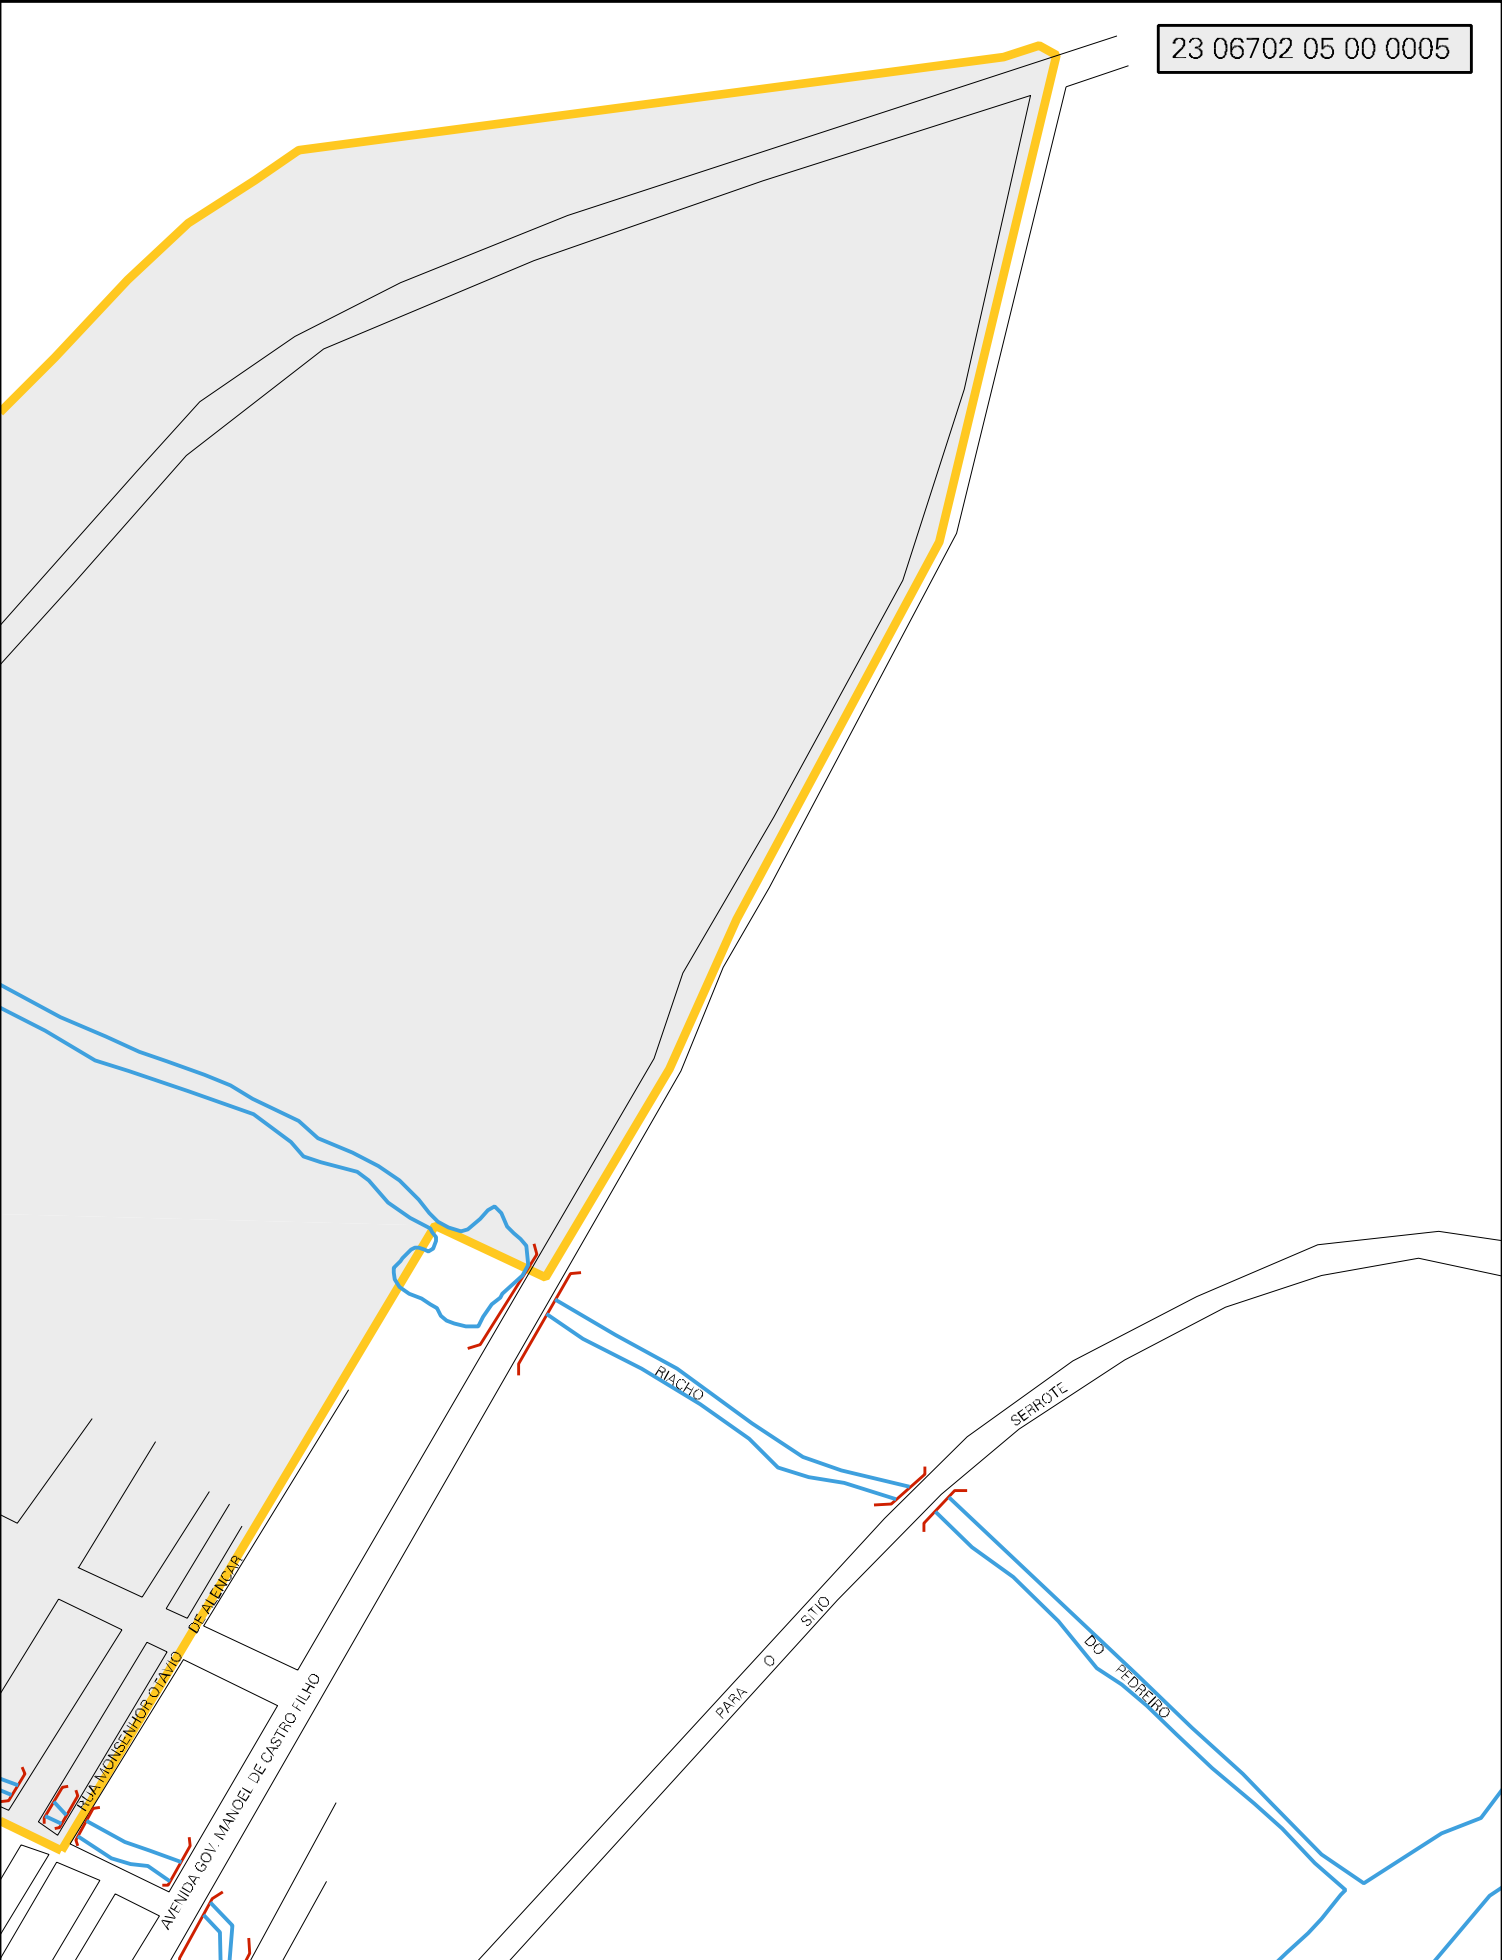 23 06702 05 00 0005
RIACHO
DO PEDREIRO
PARA O SITIO SERROTE
RUA MONSENHOR OTAVIO DE ALENCAR
AVENIDA GOV. MANOEL DE CASTRO FILHO